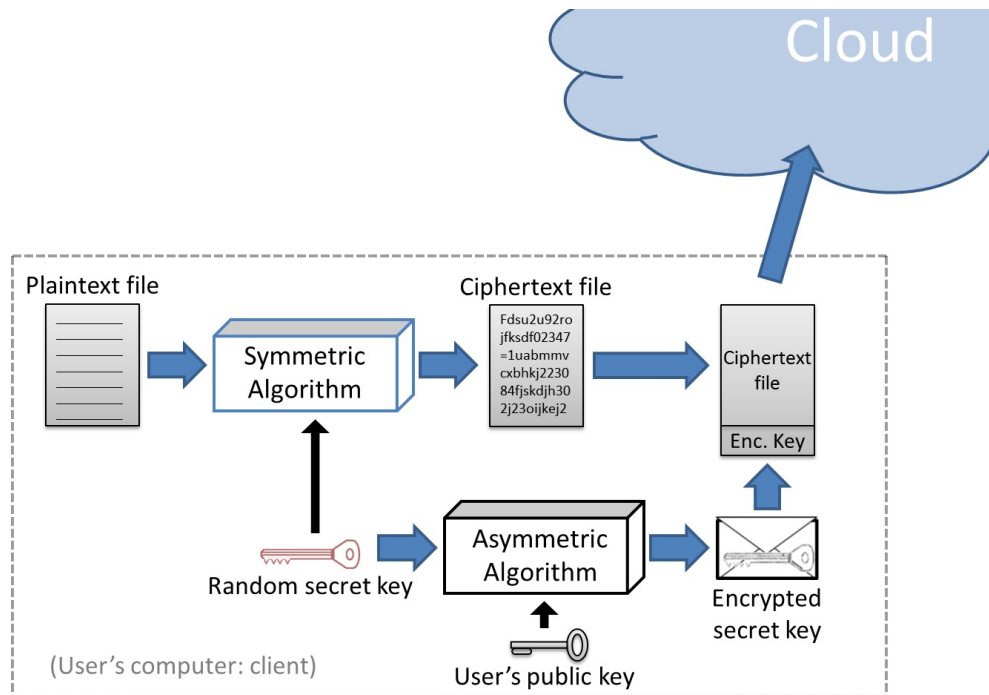 Cloud
Plaintext file
Ciphertext file
Fdsu2u92ro
jfksdf02347
=1uabmmv
cxbhkj2230
84fjskdjh30
2j23oijkej2
Symmetric
Algorithm
Ciphertext
file
Enc. Key
Random secret key
Asymmetric
Algorithm
Encrypted
secret key
User's public key
(User's computer: client)